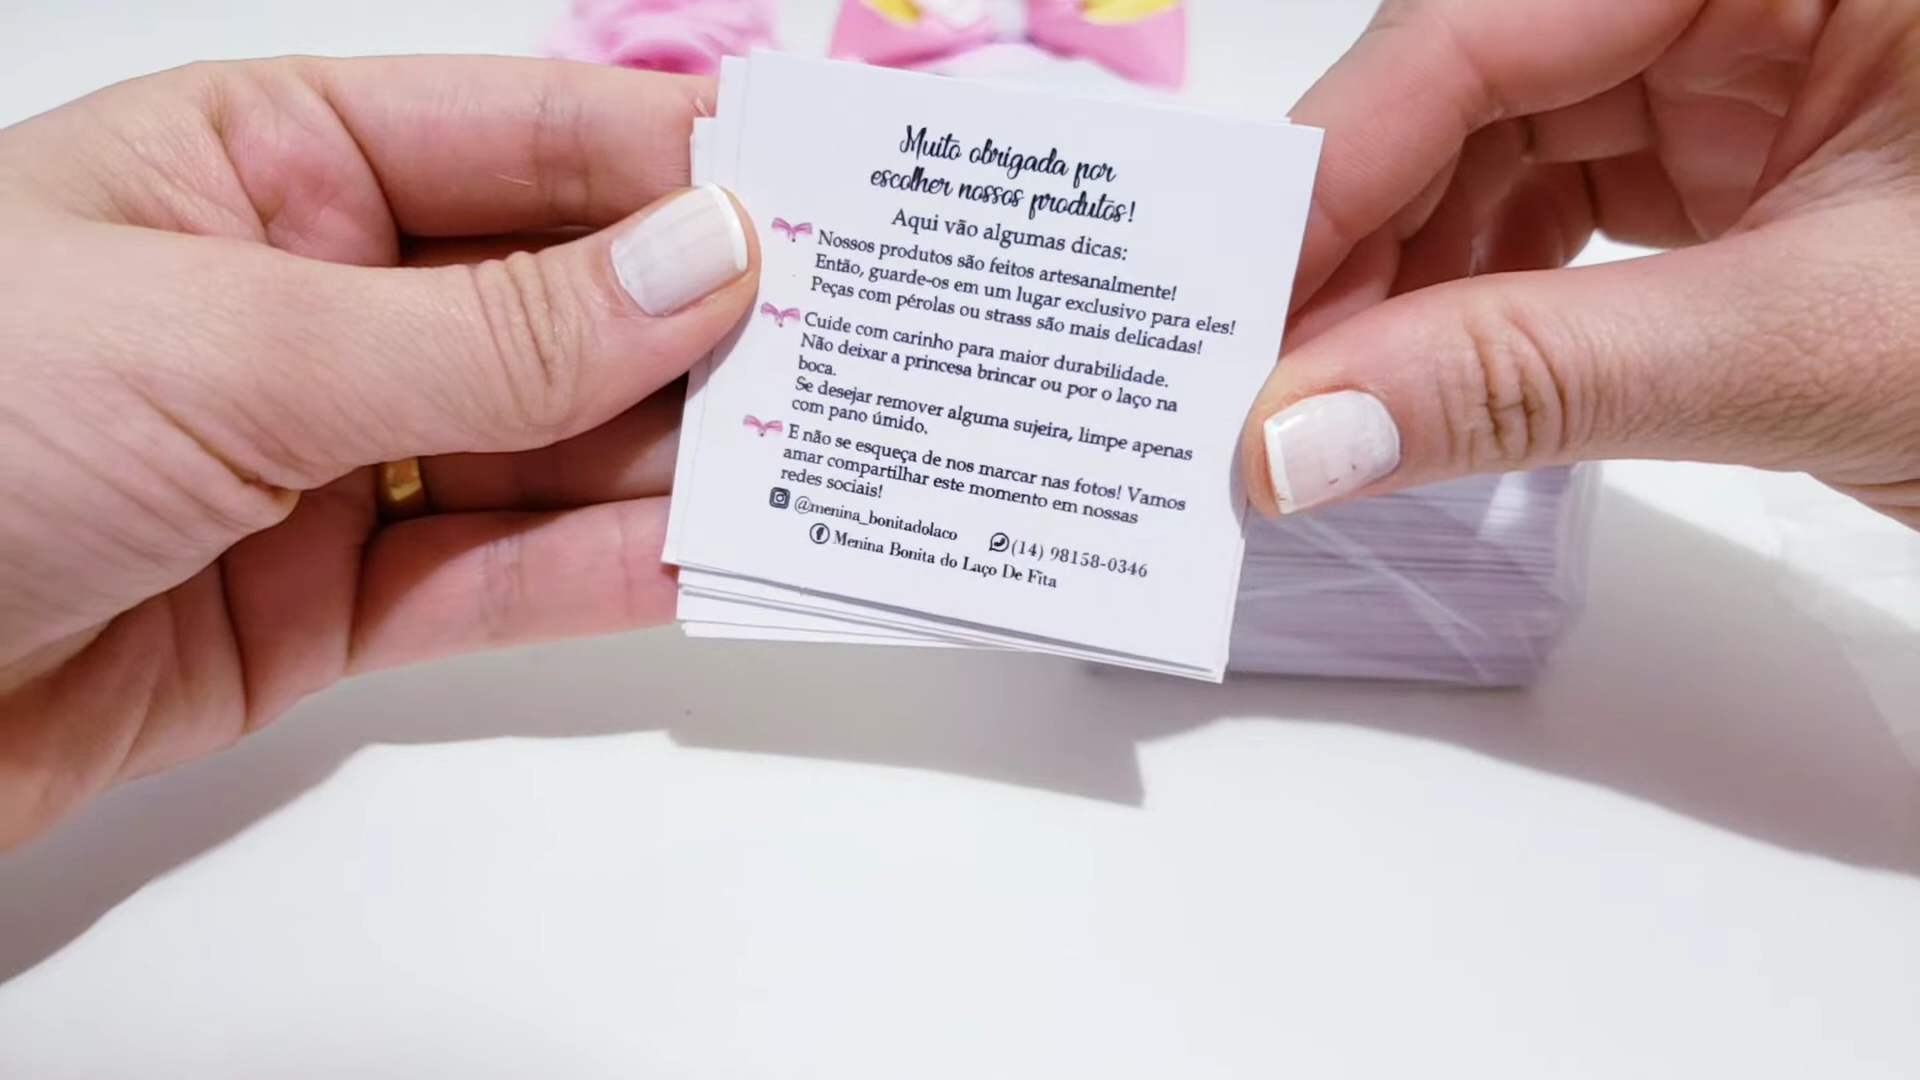 Muito obrigada por
escolher nossos produtos!
Aqui vão algumas dicas:
Nossos produtos são feitos artesanalmente!
Então, guarde-os em um lugar exclusivo para eles!
Peças com pérolas ou strass são mais delicadas!
Cuide com carinho para maior durabilidade.
Não deixar a princesa brincar ou por o laço na
boca.
Se desejar remover alguma sujeira, limpe apenas
com pano úmido.
E não se esqueça de nos marcar nas fotos! Vamos
amar compartilhar este momento em nossas
redes sociais!
@menina_bonitadolaco (14) 98158-0346
Menina Bonita do Laço De Fita